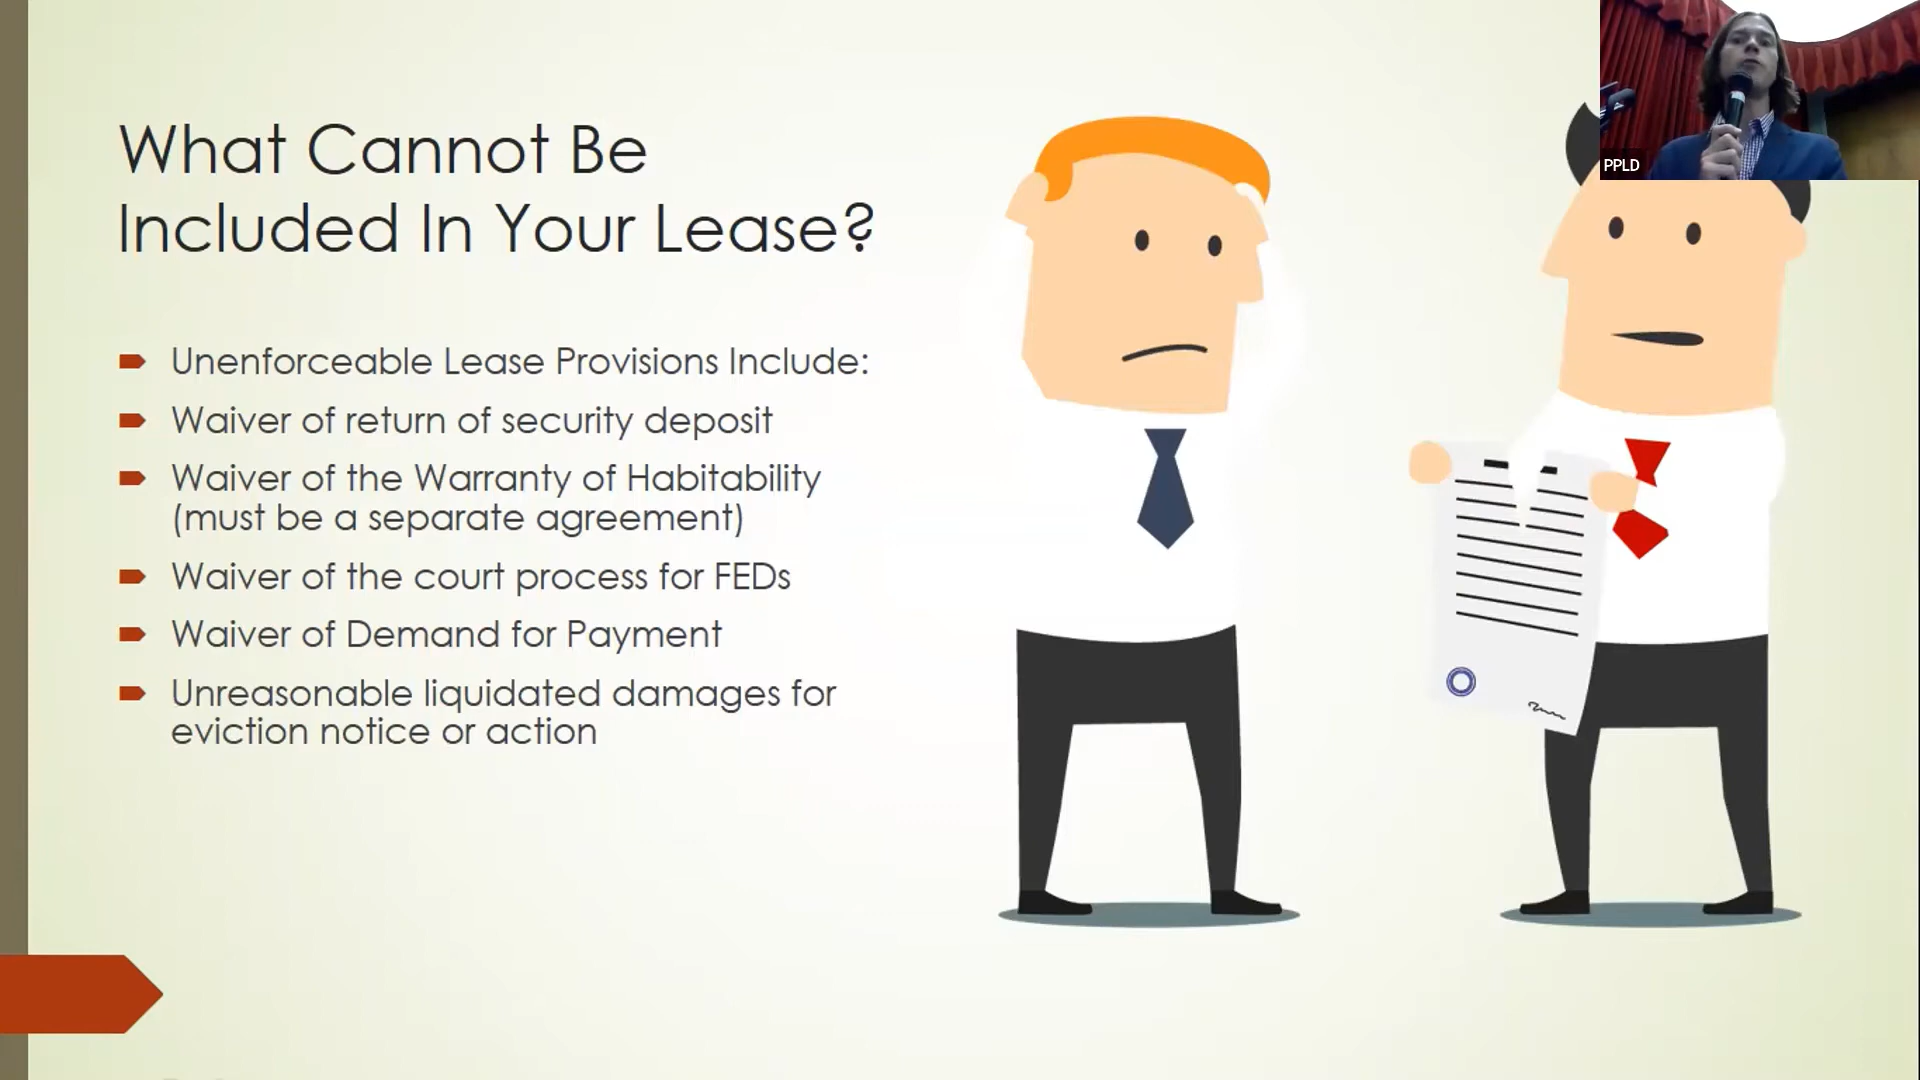 What Cannot Be
Included In Your Lease?
Unenforceable Lease Provisions Include:
Waiver of return of security deposit
Waiver of the Warranty of Habitability
(must be a separate agreement)
Waiver of the court process for FEDs
Waiver of Demand for Payment
Unreasonable liquidated damages for
eviction notice or action
PPLD